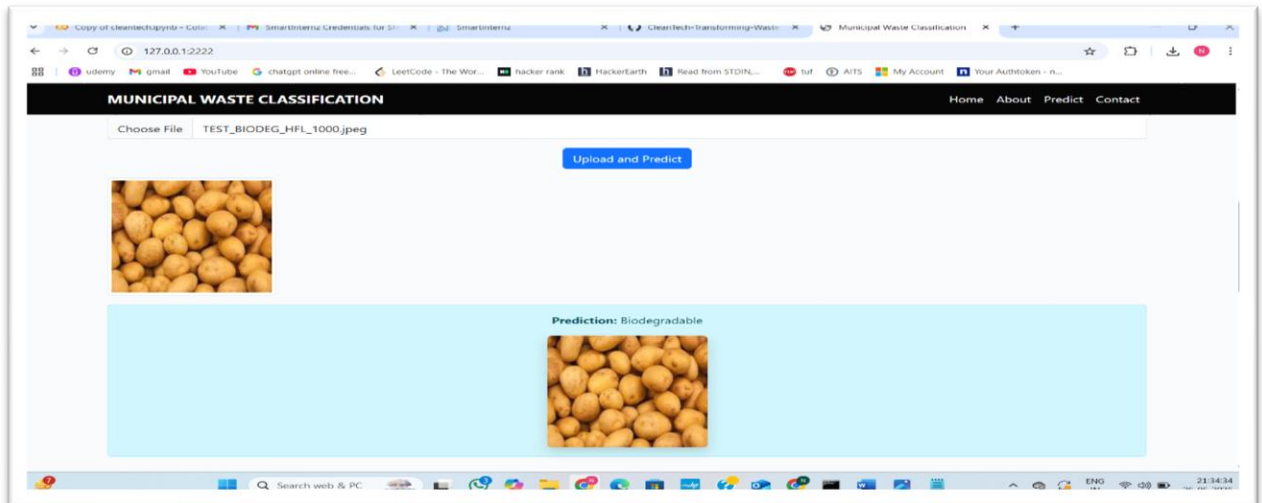 Copy of cleantech.ipynb - Colab
SmartInternz Credentials for
SmartInternz
CleanTech-Transforming-Waste
Municipal Waste Classification
127.0.0.1:2222
udemy gmail YouTube chatgpt online free... LeetCode - The Wor... hacker rank HackerEarth Read from STDIN,... tuf AITS My Account Your Authtoken - n...
MUNICIPAL WASTE CLASSIFICATION Home About Predict Contact
Choose File TEST_BIODEG_HFL_1000.jpeg
Upload and Predict
Prediction: Biodegradable
Search web & PC
ENG
21:34:34